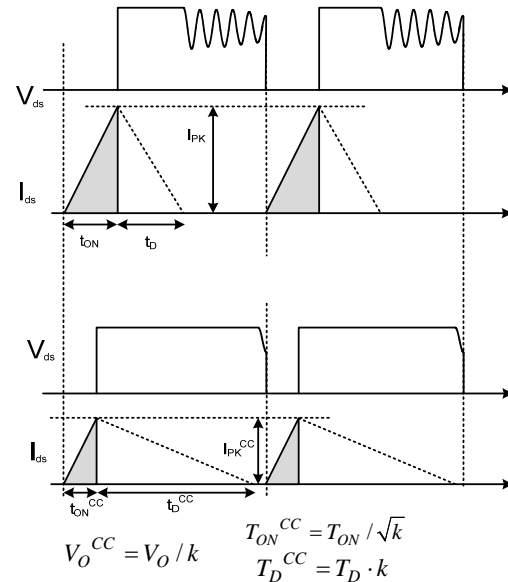 V_ds
I_PK
I_ds
t_ON
t_D
V_ds
I_ds
I_PK^CC
t_ON^CC
t_D^CC
V_O^CC = V_O / k
T_ON^CC = T_ON / √k
T_D^CC = T_D · k